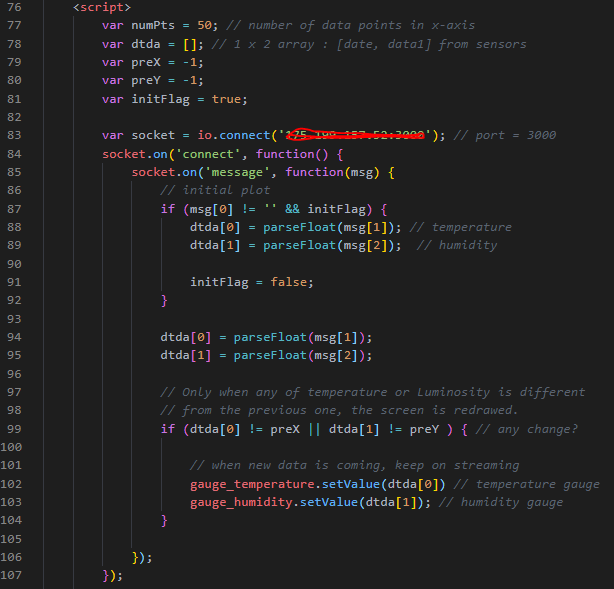 76 <script>
77 var numPts = 50; // number of data points in x-axis
78 var dtda = []; // 1 x 2 array : [date, data1] from sensors
79 var preX = -1;
80 var preY = -1;
81 var initFlag = true;
82
83 var socket = io.connect(''); // port = 3000
84 socket.on('connect', function() {
85 socket.on('message', function(msg) {
86 // initial plot
87 if (msg[0] != '' && initFlag) {
88 dtda[0] = parseFloat(msg[1]); // temperature
89 dtda[1] = parseFloat(msg[2]); // humidity
90
91 initFlag = false;
92 }
93
94 dtda[0] = parseFloat(msg[1]);
95 dtda[1] = parseFloat(msg[2]);
96
97 // Only when any of temperature or Luminosity is different
98 // from the previous one, the screen is redrawed.
99 if (dtda[0] != preX || dtda[1] != preY ) { // any change?
100
101 // when new data is coming, keep on streaming
102 gauge_temperature.setValue(dtda[0]) // temperature gauge
103 gauge_humidity.setValue(dtda[1]); // humidity gauge
104 }
105
106 });
107 });